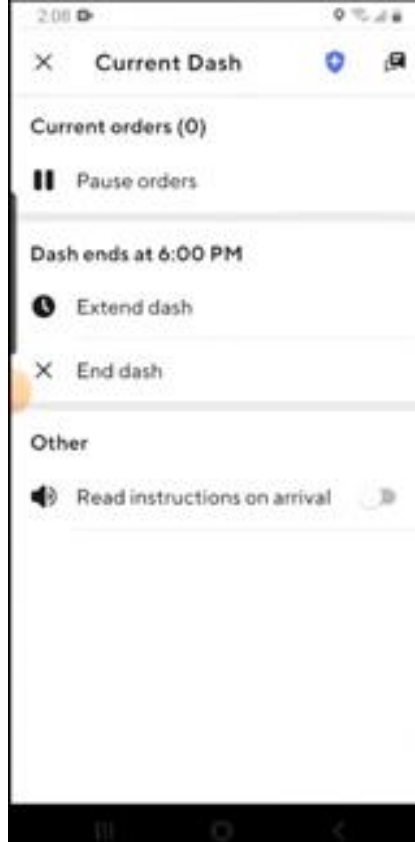 2:08
Current Dash
Current orders (0)
Pause orders
Dash ends at 6:00 PM
Extend dash
End dash
Other
Read instructions on arrival